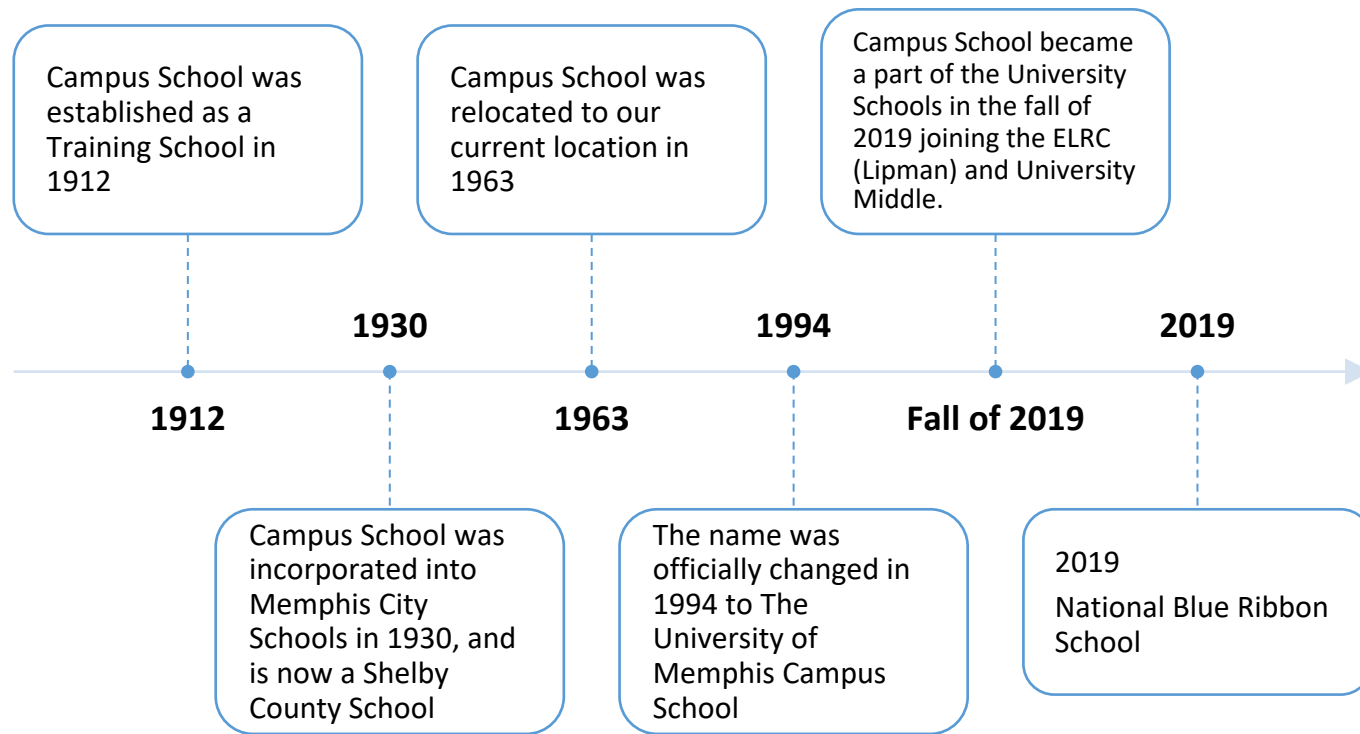 Campus School was
established as a
Training School in
1912
Campus School was
relocated to our
current location in
1963
Campus School became
a part of the University
Schools in the fall of
2019 joining the ELRC
(Lipman) and University
Middle.
1930
1994
2019
1912
1963
Fall of 2019
Campus School was
incorporated into
Memphis City
Schools in 1930, and
is now a Shelby
County School
The name was
officially changed in
1994 to The
University of
Memphis Campus
School
2019
National Blue Ribbon
School